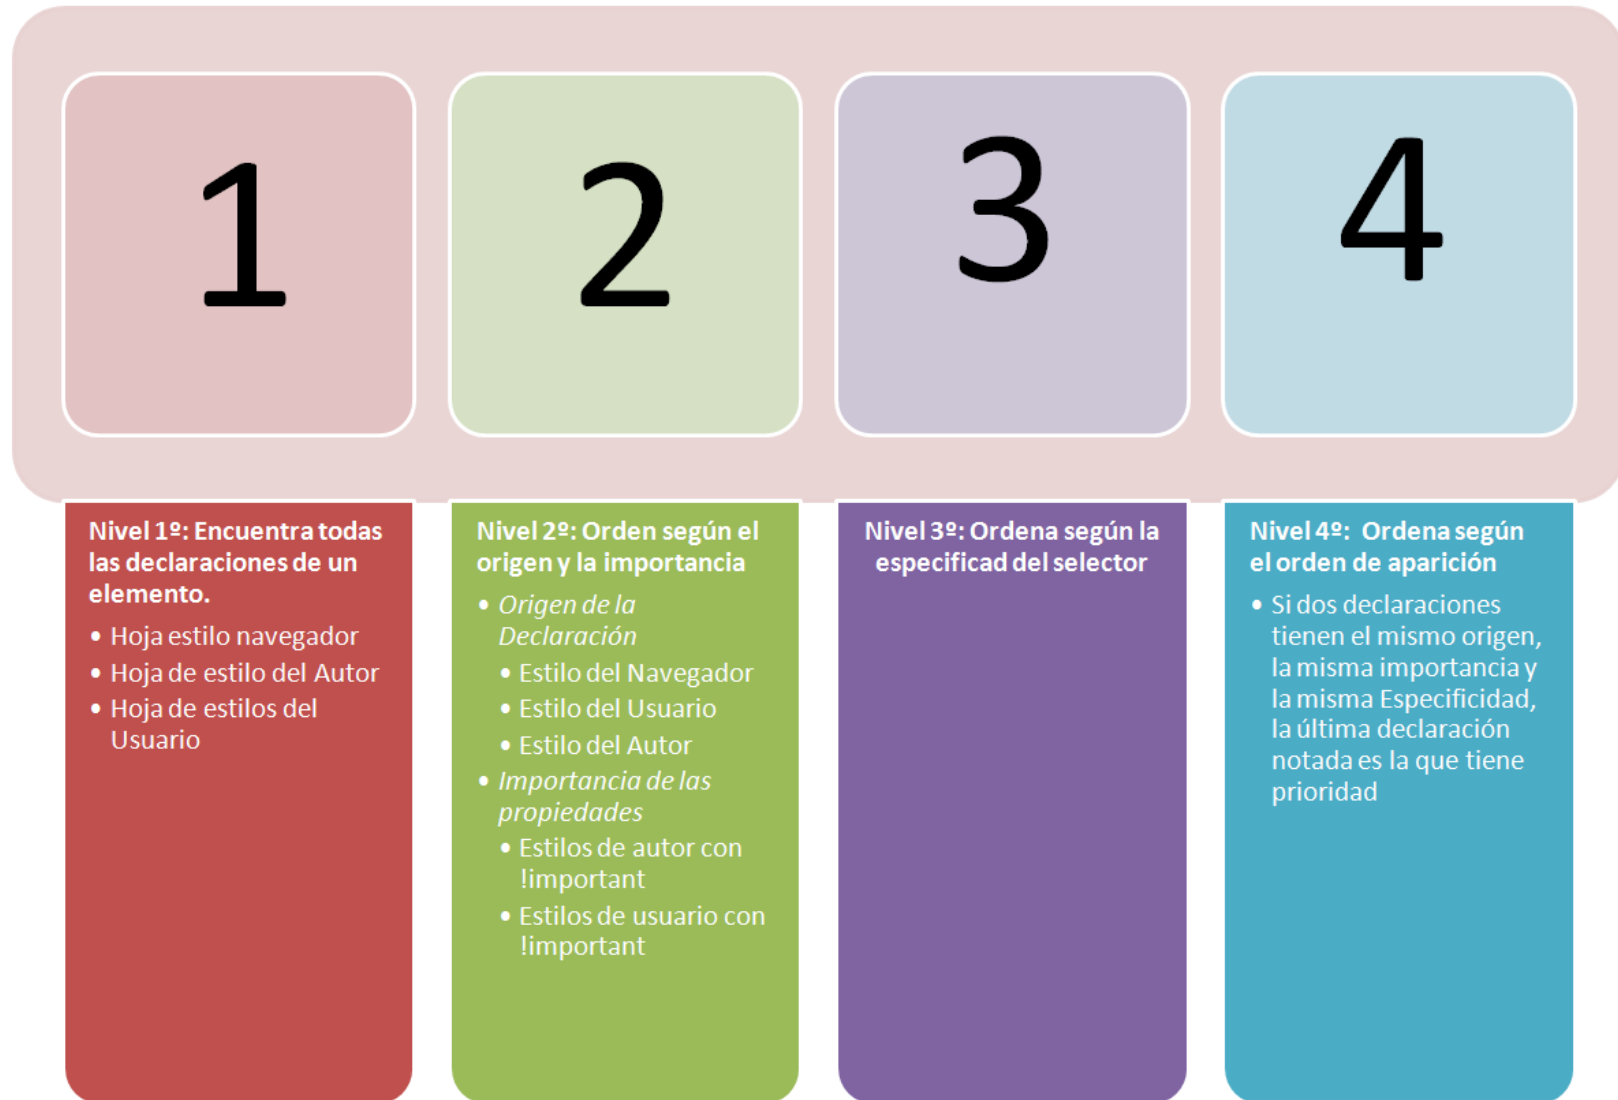 1
2
3
4
Nivel 1º: Encuentra todas
las declaraciones de un
elemento.
• Hoja estilo navegador
• Hoja de estilo del Autor
• Hoja de estilos del
Usuario
Nivel 2º: Orden según el
origen y la importancia
• Origen de la
Declaración
• Estilo del Navegador
• Estilo del Usuario
• Estilo del Autor
• Importancia de las
propiedades
• Estilos de autor con
!important
• Estilos de usuario con
!important
Nivel 3º: Ordena según la
especificad del selector
Nivel 4º: Ordena según
el orden de aparición
• Si dos declaraciones
tienen el mismo origen,
la misma importancia y
la misma Especificidad,
la última declaración
notada es la que tiene
prioridad